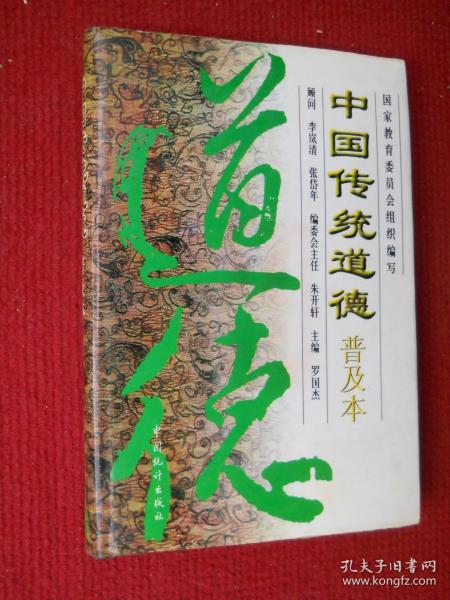 国家教育委员会组织编写
中国传统道德
普及本
顾问 李岚清 张岱年 编委会主任 朱开轩 主编 罗国杰
道德
中国统计出版社
孔夫子旧书网
www.kongfz.com